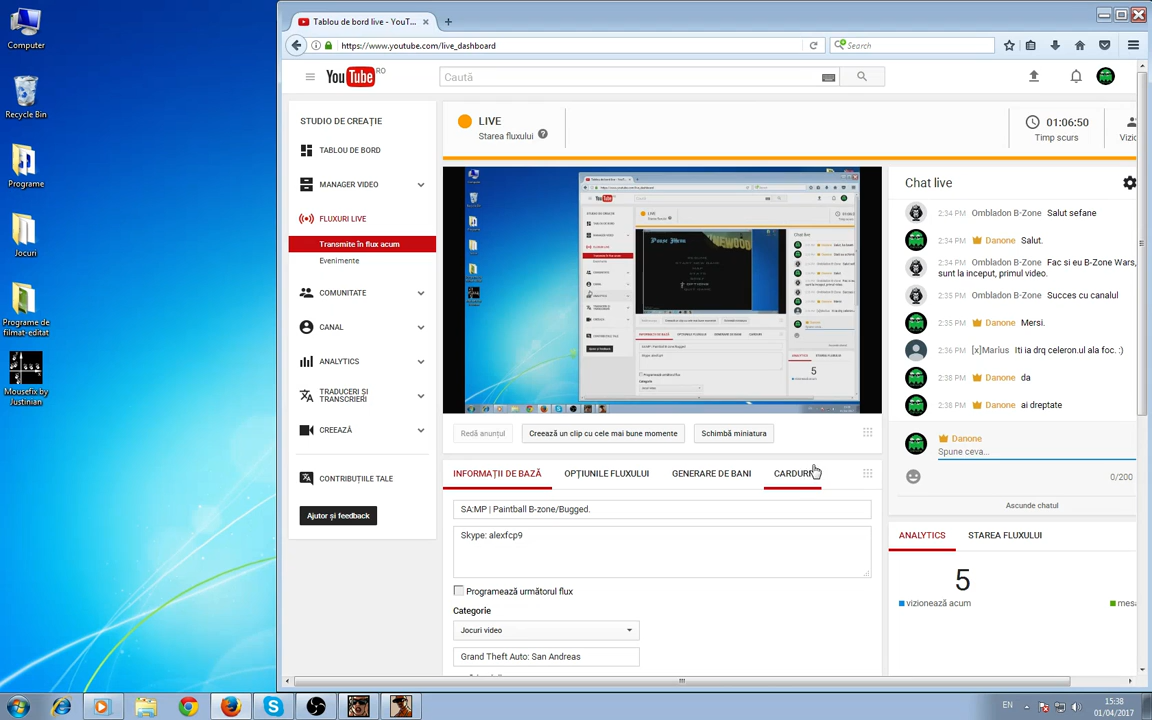 Computer
Recycle Bin
Programe
Jocuri
Programe de
filmat-editat
Mousefix by
Justinian
Tablou de bord live - YouT...
https://www.youtube.com/live_dashboard
Search
YouTube RO
Caută
STUDIO DE CREAȚIE
TABLOU DE BORD
MANAGER VIDEO
FLUXURI LIVE
Transmite în flux acum
Evenimente
COMUNITATE
CANAL
ANALYTICS
TRADUCERI ȘI
TRANSCRIERI
CREEAZĂ
CONTRIBUȚIILE TALE
Ajutor și feedback
LIVE
Starea fluxului
01:06:50
Timp scurs
Vizio
Redă anunțul
Creează un clip cu cele mai bune momente
Schimbă miniatura
INFORMAȚII DE BAZĂ
OPȚIUNILE FLUXULUI
GENERARE DE BANI
CARDURI
SA:MP | Paintball B-zone/Bugged.
Skype: alexfcp9
Programează următorul flux
Categorie
Jocuri video
Grand Theft Auto: San Andreas
Chat live
2:34 PM Ombladon B-Zone Salut sefane
2:34 PM Danone Salut.
2:34 PM Ombladon B-Zone Fac si eu B-Zone Wars,
sunt la inceput, primul video.
2:35 PM Ombladon B-Zone Succes cu canalul
2:35 PM Danone Mersi.
2:36 PM [x]Marius Iti ia drq celeron.ul ala foc. :)
2:38 PM Danone da
2:38 PM Danone ai dreptate
Danone
Spune ceva...
0/200
Ascunde chatul
ANALYTICS
STAREA FLUXULUI
5
vizionează acum
mesa
EN
15:38
01/04/2017